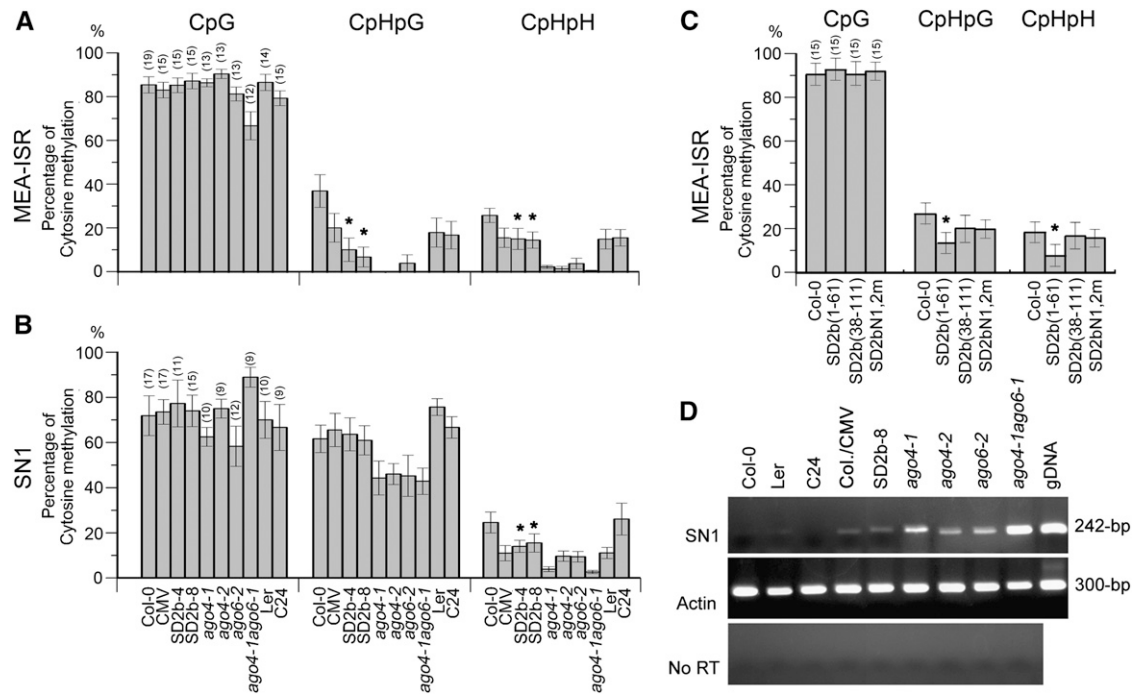 A
CpG CpHpG CpHpH
%
MEA-ISR
Percentage of
Cytosine methylation
100
80
60
40
20
0
(19) (15) (15) (15) (13) (13) (13) (12) (14) (15)
* *
* *
B
%
SN1
Percentage of
Cytosine methylation
100
80
60
40
20
0
(17) (17) (11) (15) (10) (9) (12) (9) (10) (9)
* *
Col-0 CMV SD2b-4 SD2b-8 ago4-1 ago4-2 ago6-2 ago4-1ago6-1 Ler C24
Col-0 CMV SD2b-4 SD2b-8 ago4-1 ago4-2 ago6-2 ago4-1ago6-1 Ler C24
Col-0 CMV SD2b-4 SD2b-8 ago4-1 ago4-2 ago6-2 ago4-1ago6-1 Ler C24
C
CpG CpHpG CpHpH
%
MEA-ISR
Percentage of
Cytosine methylation
100
80
60
40
20
0
(15) (15) (15) (15)
*
*
Col-0 SD2b(1-61) SD2b(38-111) SD2bN1,2m
Col-0 SD2b(1-61) SD2b(38-111) SD2bN1,2m
Col-0 SD2b(1-61) SD2b(38-111) SD2bN1,2m
D
Col-0 Ler C24 Col./CMV SD2b-8 ago4-1 ago4-2 ago6-2 ago4-1ago6-1 gDNA
SN1 242-bp
Actin 300-bp
No RT